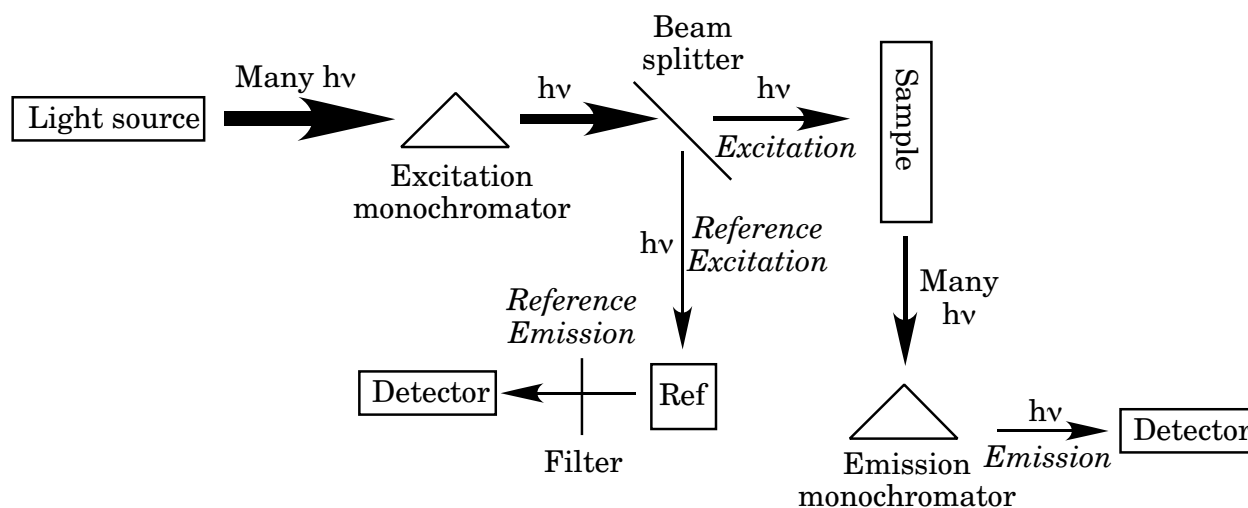 Beam
splitter
Many hν
hν
hν
Light source
Sample
Excitation
Excitation
monochromator
hν
Reference
Excitation
Many
hν
Reference
Emission
Detector
Ref
hν
Detector
Filter
Emission
Emission
monochromator